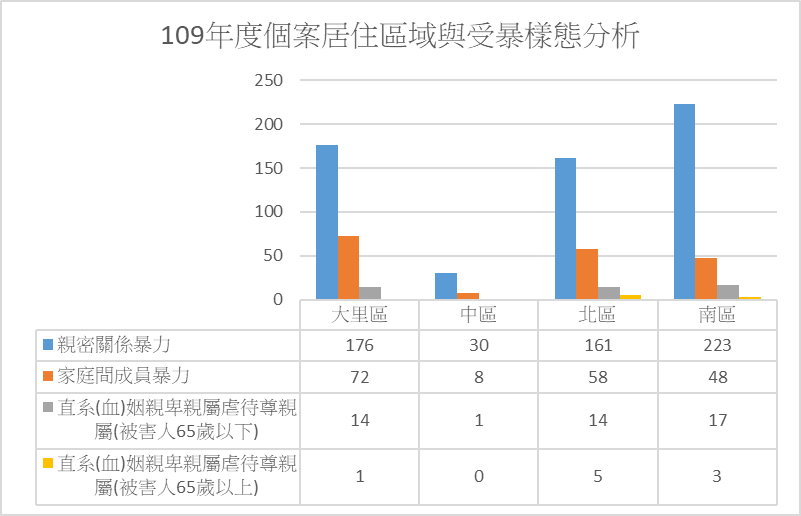 109年度個案居住區域與受暴樣態分析
250
200
150
100
50
0
大里區 中區 北區 南區
親密關係暴力 176 30 161 223
家庭間成員暴力 72 8 58 48
直系(血)姻親卑親屬虐待尊親
屬(被害人65歲以下) 14 1 14 17
直系(血)姻親卑親屬虐待尊親
屬(被害人65歲以上) 1 0 5 3